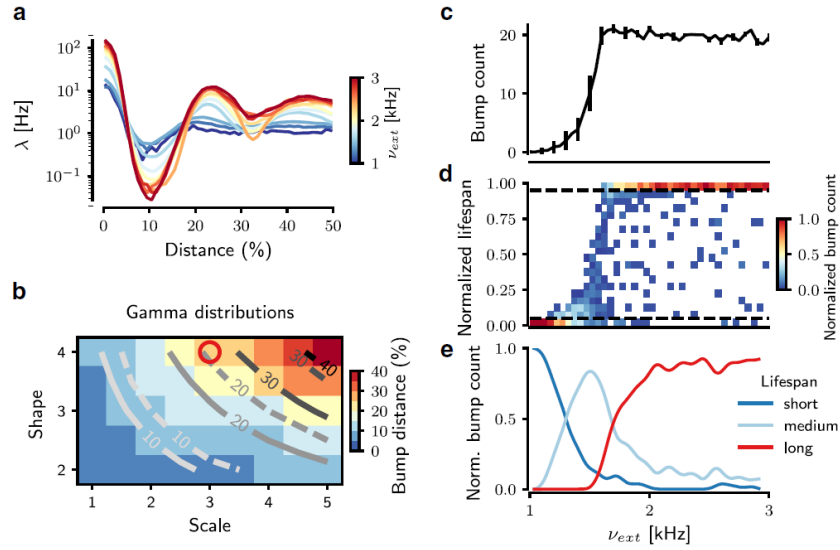 a
λ [Hz]
10²
10¹
10⁰
10⁻¹
0
10
20
30
40
50
Distance (%)
3
2
1
ν_ext [kHz]
b
Gamma distributions
Shape
4
3
2
10
10
20
20
30
30
40
1
2
3
4
5
Scale
40
30
20
10
0
Bump distance (%)
c
Bump count
20
10
0
d
Normalized lifespan
1.00
0.75
0.50
0.25
0.00
1.0
0.5
0.0
Normalized bump count
e
Norm. bump count
1.0
0.5
0.0
Lifespan
short
medium
long
1
2
3
ν_ext [kHz]